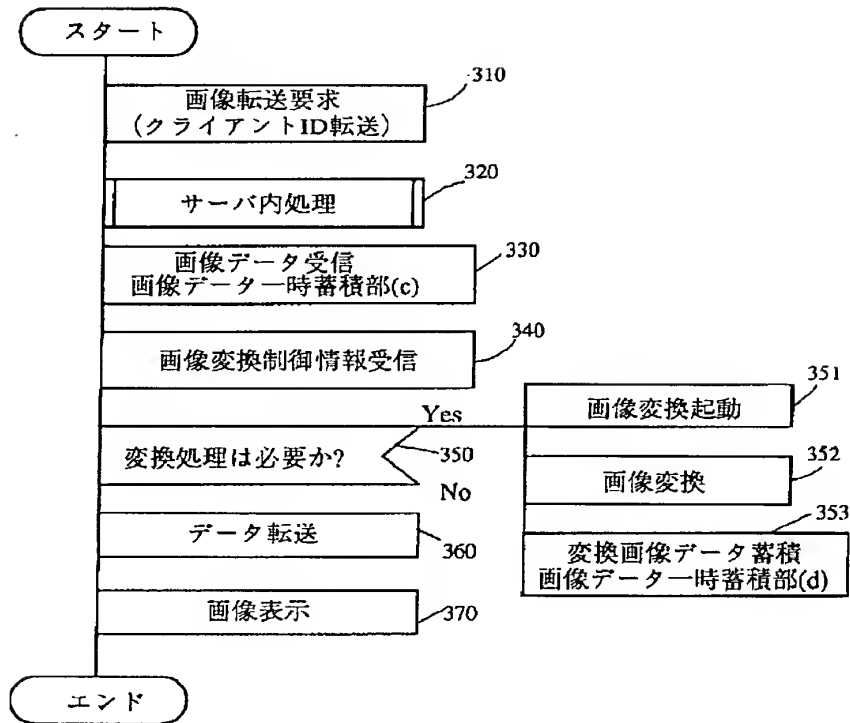 スタート
310
画像転送要求
(クライアントID転送)
320
サーバ内処理
330
画像データ受信
画像データ一時蓄積部(c)
340
画像変換制御情報受信
351
Yes
画像変換起動
変換処理は必要か?
350
352
No
画像変換
353
データ転送
360
変換画像データ蓄積
画像データ一時蓄積部(d)
画像表示
370
エンド